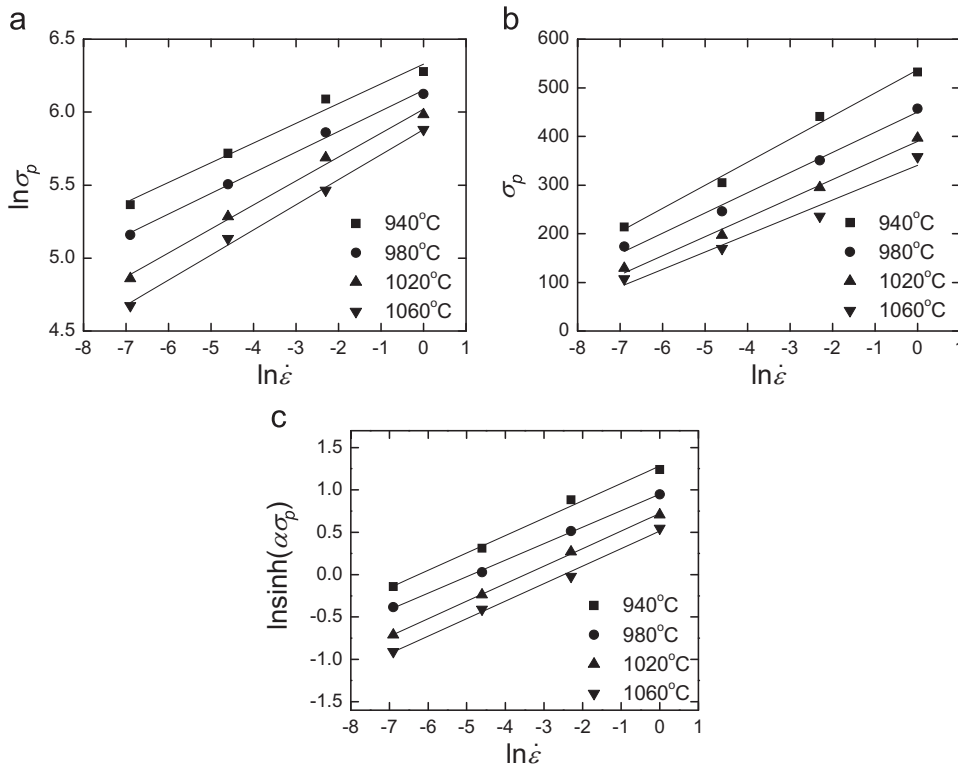 a
6.5
6.0
5.5
5.0
4.5
lnσp
940°C
980°C
1020°C
1060°C
-8 -7 -6 -5 -4 -3 -2 -1 0 1
lnε̇
b
600
500
400
300
200
100
0
σp
940°C
980°C
1020°C
1060°C
-8 -7 -6 -5 -4 -3 -2 -1 0 1
lnε̇
c
1.5
1.0
0.5
0.0
-0.5
-1.0
-1.5
lnsinh(ασp)
940°C
980°C
1020°C
1060°C
-8 -7 -6 -5 -4 -3 -2 -1 0 1
lnε̇